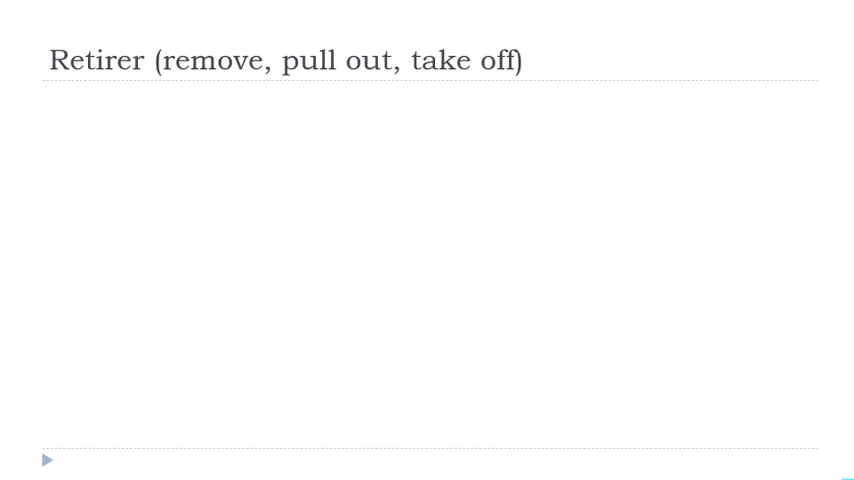 Retirer (remove, pull out, take off)